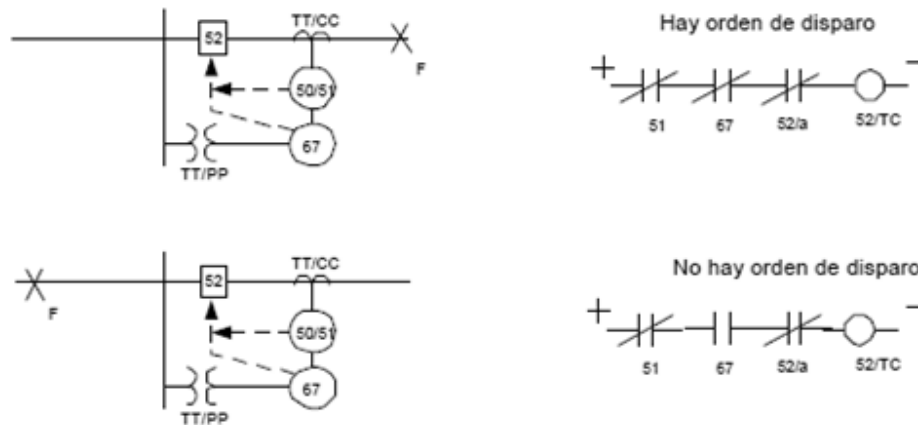 TT/CC
52
F
50/51
67
TT/PP
Hay orden de disparo
+ −
51 67 52/a 52/TC
TT/CC
52
F
50/51
67
TT/PP
No hay orden de disparo
+ −
51 67 52/a 52/TC